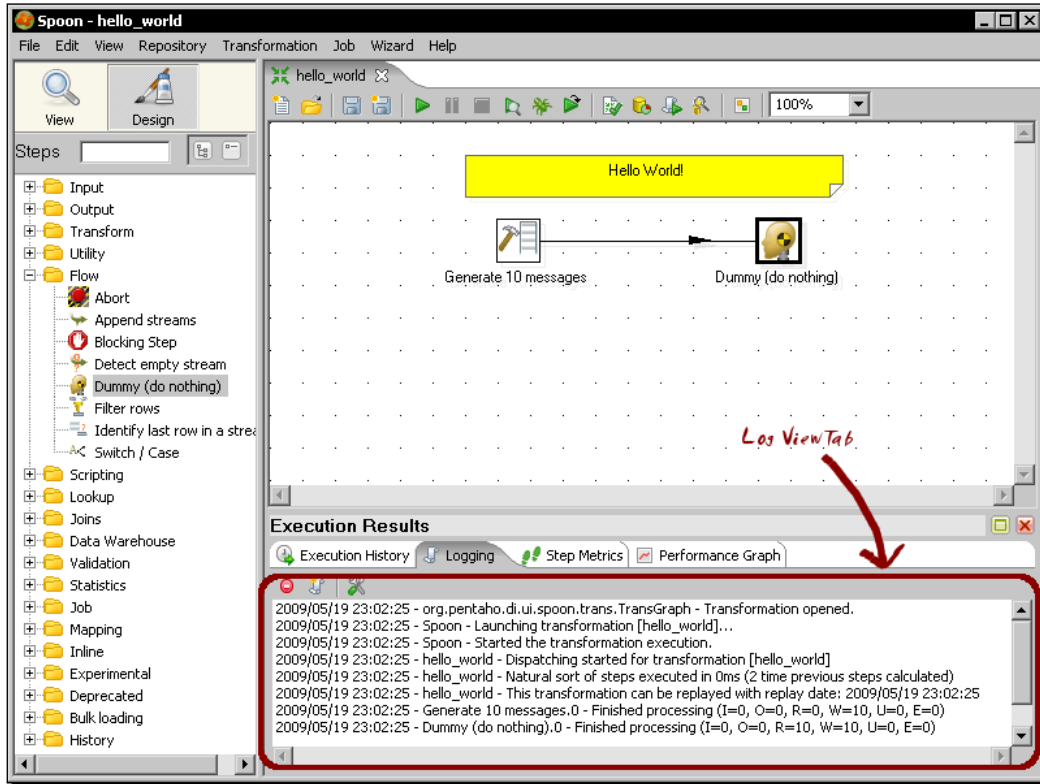 Spoon - hello_world
File Edit View Repository Transformation Job Wizard Help
View Design
Steps
Input
Output
Transform
Utility
Flow
Abort
Append streams
Blocking Step
Detect empty stream
Dummy (do nothing)
Filter rows
Identify last row in a strea
Switch / Case
Scripting
Lookup
Joins
Data Warehouse
Validation
Statistics
Job
Mapping
Inline
Experimental
Deprecated
Bulk loading
History
hello_world
100%
Hello World!
Generate 10 messages
Dummy (do nothing)
Log View Tab
Execution Results
Execution History Logging Step Metrics Performance Graph
2009/05/19 23:02:25 - org.pentaho.di.ui.spoon.trans.TransGraph - Transformation opened.
2009/05/19 23:02:25 - Spoon - Launching transformation [hello_world]...
2009/05/19 23:02:25 - Spoon - Started the transformation execution.
2009/05/19 23:02:25 - hello_world - Dispatching started for transformation [hello_world]
2009/05/19 23:02:25 - hello_world - Natural sort of steps executed in 0ms (2 time previous steps calculated)
2009/05/19 23:02:25 - hello_world - This transformation can be replayed with replay date: 2009/05/19 23:02:25
2009/05/19 23:02:25 - Generate 10 messages.0 - Finished processing (I=0, O=0, R=0, W=10, U=0, E=0)
2009/05/19 23:02:25 - Dummy (do nothing).0 - Finished processing (I=0, O=0, R=10, W=10, U=0, E=0)